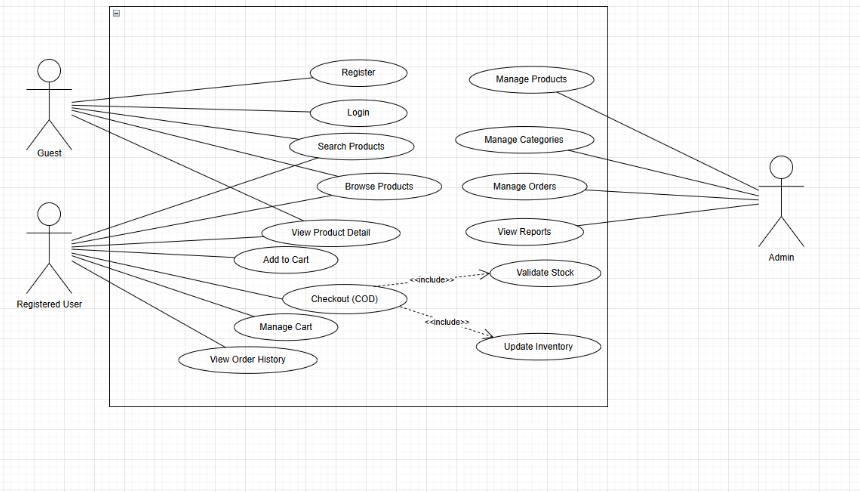 Register
Manage Products
Login
Search Products
Manage Categories
Guest
Browse Products
Manage Orders
View Product Detail
View Reports
Add to Cart
Admin
<<include>>
Validate Stock
Registered User
Checkout (COD)
<<include>>
Manage Cart
Update Inventory
View Order History